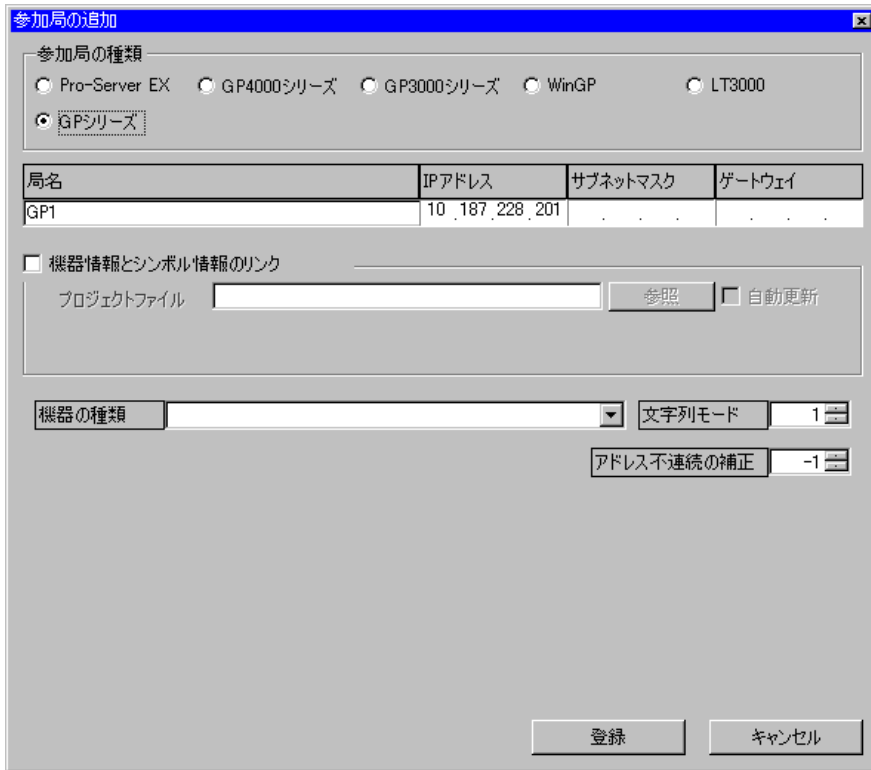 参加局の追加
参加局の種類
Pro-Server EX GP4000シリーズ GP3000シリーズ WinGP LT3000
GPシリーズ
局名 IPアドレス サブネットマスク ゲートウェイ
GP1 10 .187 .228 .201 . . . . . .
機器情報とシンボル情報のリンク
プロジェクトファイル 参照 自動更新
機器の種類 文字列モード 1
アドレス不連続の補正 -1
登録 キャンセル